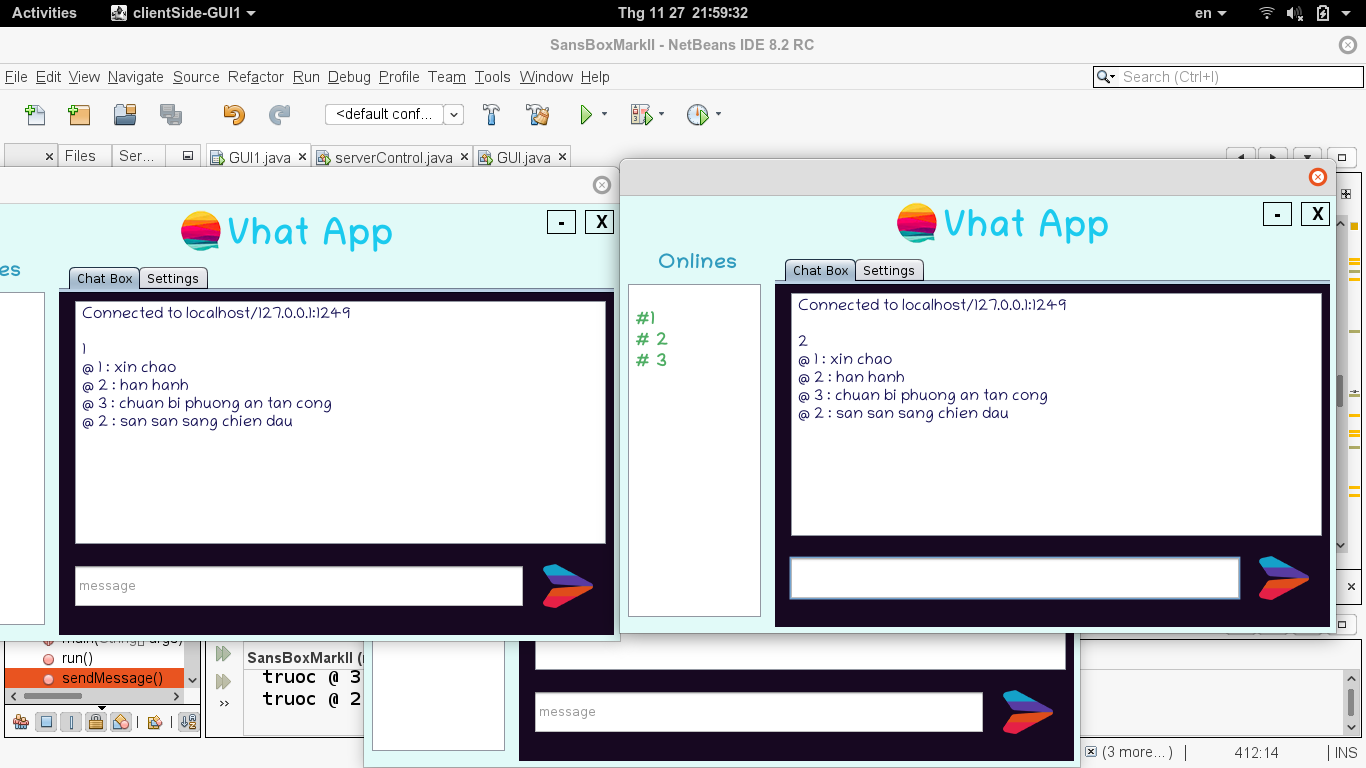 Activities
clientSide-GUI1
Thg 11 27 21:59:32
en
SansBoxMarkII - NetBeans IDE 8.2 RC
File Edit View Navigate Source Refactor Run Debug Profile Team Tools Window Help
Search (Ctrl+I)
<default conf...
Files
Ser...
GUI1.java
serverControl.java
GUI.java
Vhat App
- X
es
Chat Box
Settings
Connected to localhost/127.0.0.1:1249
1
@ 1 : xin chao
@ 2 : han hanh
@ 3 : chuan bi phuong an tan cong
@ 2 : san san sang chien dau
message
Vhat App
- X
Onlines
#1
# 2
# 3
Chat Box
Settings
Connected to localhost/127.0.0.1:1249
2
@ 1 : xin chao
@ 2 : han hanh
@ 3 : chuan bi phuong an tan cong
@ 2 : san san sang chien dau
main(String[] args)
run()
sendMessage()
SansBoxMarkII (
truoc @ 3
truoc @ 2
message
(3 more...)
412:14
INS